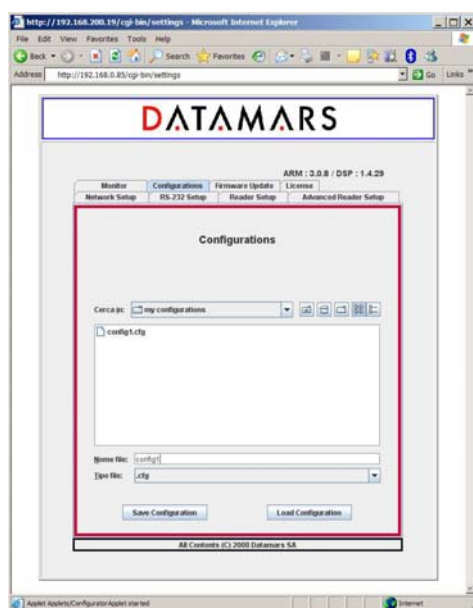 http://192.168.200.19/cgi-bin/settings - Microsoft Internet Explorer
File Edit View Favorites Tools Help
Back Search Favorites
Address http://192.168.0.85/cgi-bin/settings Go Links »
DATAMARS
ARM : 3.0.8 / DSP : 1.4.29
Monitor Configurations Firmware Update License
Network Setup RS-232 Setup Reader Setup Advanced Reader Setup
Configurations
Cerca in: my configurations
config1.cfg
Nome file: config1
Tipo file: .cfg
Save Configuration Load Configuration
All Contents (C) 2008 Datamars SA
Applet Applets/ConfiguratorApplet started Internet